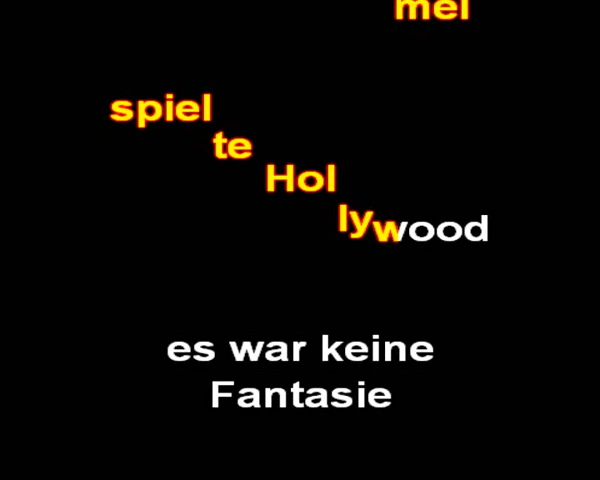 mel
spiel
te
Hol
lywood
es war keine
Fantasie